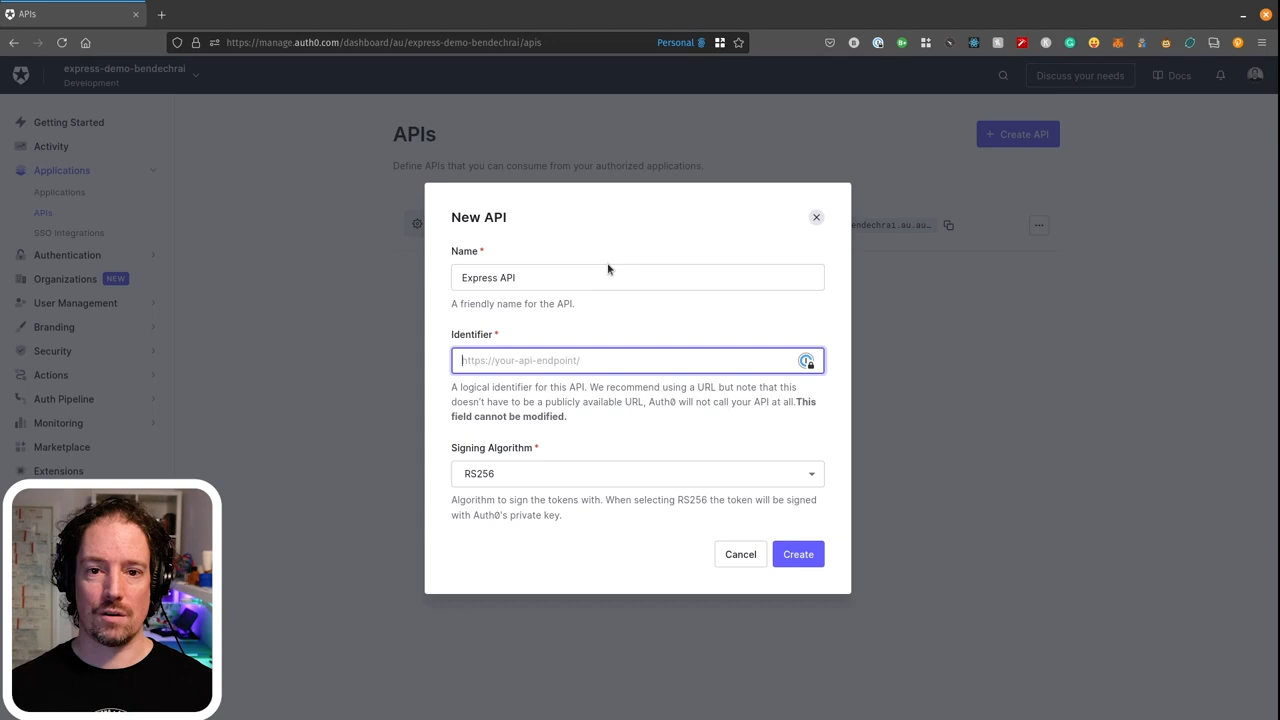 APIs
https://manage.auth0.com/dashboard/au/express-demo-bendechrai/apis
Personal
express-demo-bendechrai
Development
Discuss your needs
Docs
Getting Started
Activity
Applications
Applications
APIs
SSO Integrations
Authentication
Organizations NEW
User Management
Branding
Security
Actions
Auth Pipeline
Monitoring
Marketplace
Extensions
APIs
+ Create API
Define APIs that you can consume from your authorized applications.
endechrai.au.au…
New API
Name *
Express API
A friendly name for the API.
Identifier *
https://your-api-endpoint/
A logical identifier for this API. We recommend using a URL but note that this
doesn't have to be a publicly available URL, Auth0 will not call your API at all.This
field cannot be modified.
Signing Algorithm *
RS256
Algorithm to sign the tokens with. When selecting RS256 the token will be signed
with Auth0's private key.
Cancel
Create